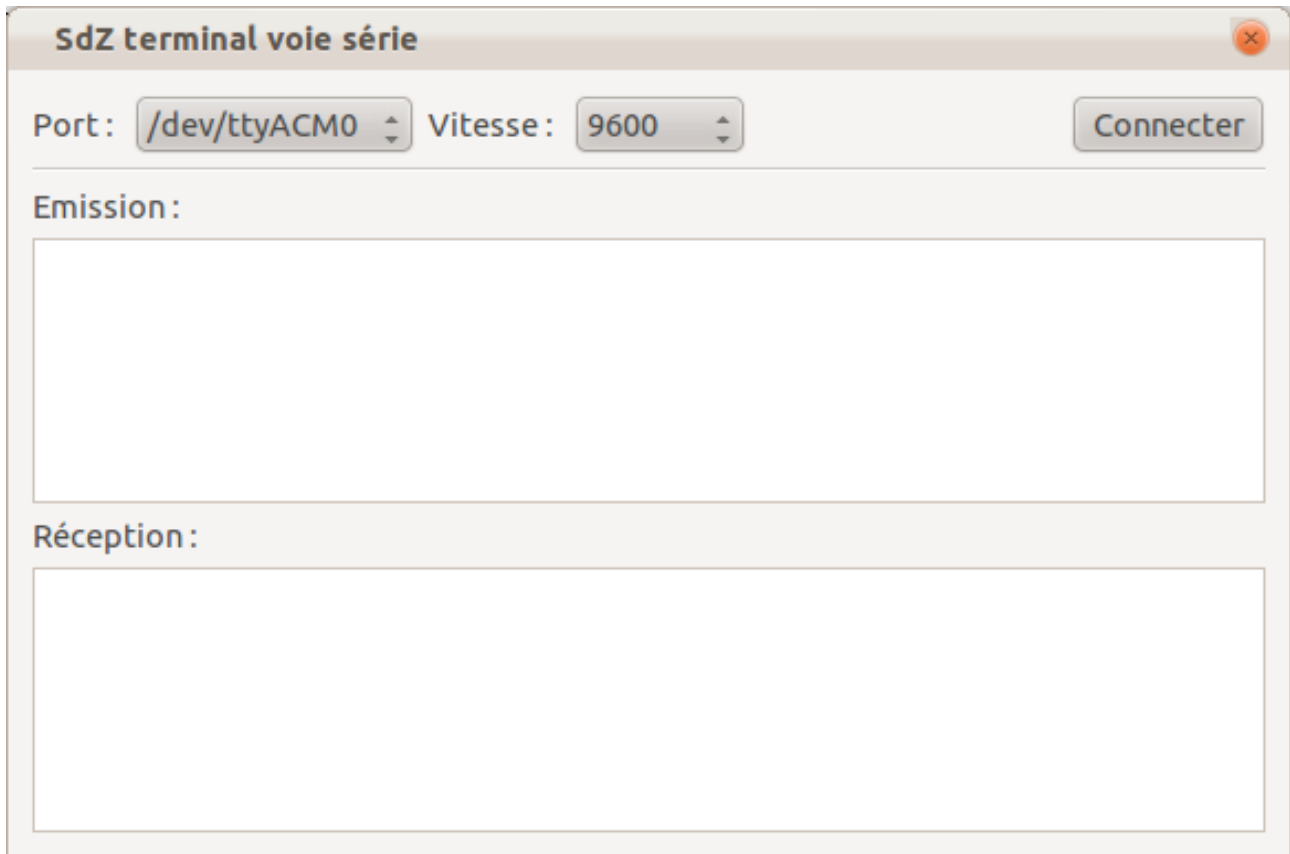 SdZ terminal voie série
Port : /dev/ttyACM0 Vitesse : 9600 Connecter
Emission :
Réception :